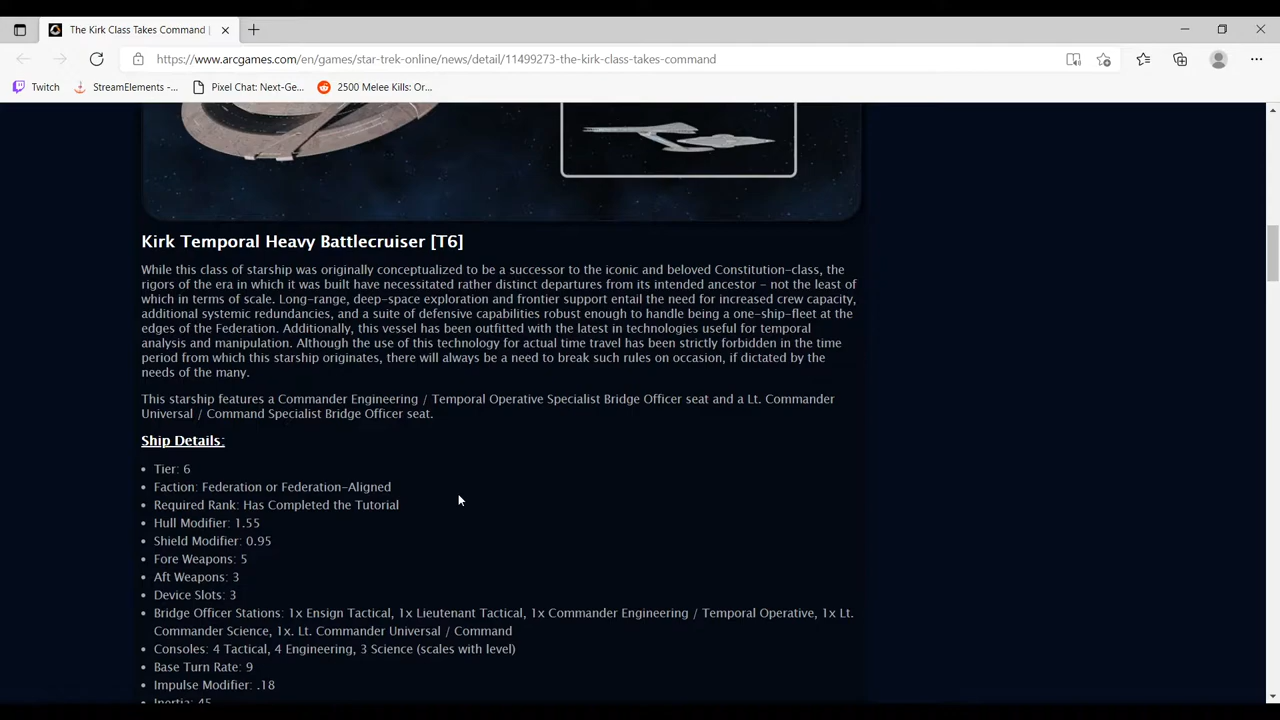 The Kirk Class Takes Command |
https://www.arcgames.com/en/games/star-trek-online/news/detail/11499273-the-kirk-class-takes-command
Twitch StreamElements -... Pixel Chat: Next-Ge... 2500 Melee Kills: Or...
Kirk Temporal Heavy Battlecruiser [T6]
While this class of starship was originally conceptualized to be a successor to the iconic and beloved Constitution-class, the
rigors of the era in which it was built have necessitated rather distinct departures from its intended ancestor – not the least of
which in terms of scale. Long-range, deep-space exploration and frontier support entail the need for increased crew capacity,
additional systemic redundancies, and a suite of defensive capabilities robust enough to handle being a one-ship-fleet at the
edges of the Federation. Additionally, this vessel has been outfitted with the latest in technologies useful for temporal
analysis and manipulation. Although the use of this technology for actual time travel has been strictly forbidden in the time
period from which this starship originates, there will always be a need to break such rules on occasion, if dictated by the
needs of the many.
This starship features a Commander Engineering / Temporal Operative Specialist Bridge Officer seat and a Lt. Commander
Universal / Command Specialist Bridge Officer seat.
Ship Details:
• Tier: 6
• Faction: Federation or Federation-Aligned
• Required Rank: Has Completed the Tutorial
• Hull Modifier: 1.55
• Shield Modifier: 0.95
• Fore Weapons: 5
• Aft Weapons: 3
• Device Slots: 3
• Bridge Officer Stations: 1x Ensign Tactical, 1x Lieutenant Tactical, 1x Commander Engineering / Temporal Operative, 1x Lt.
Commander Science, 1x. Lt. Commander Universal / Command
• Consoles: 4 Tactical, 4 Engineering, 3 Science (scales with level)
• Base Turn Rate: 9
• Impulse Modifier: .18
• Inertia: 45